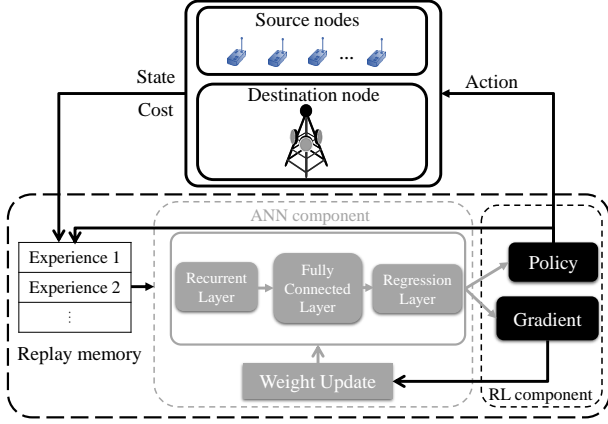 Source nodes
...
State
Cost
Destination node
Action
ANN component
Experience 1
Experience 2
⋮
Replay memory
Recurrent
Layer
Fully
Connected
Layer
Regression
Layer
Policy
Gradient
Weight Update
RL component